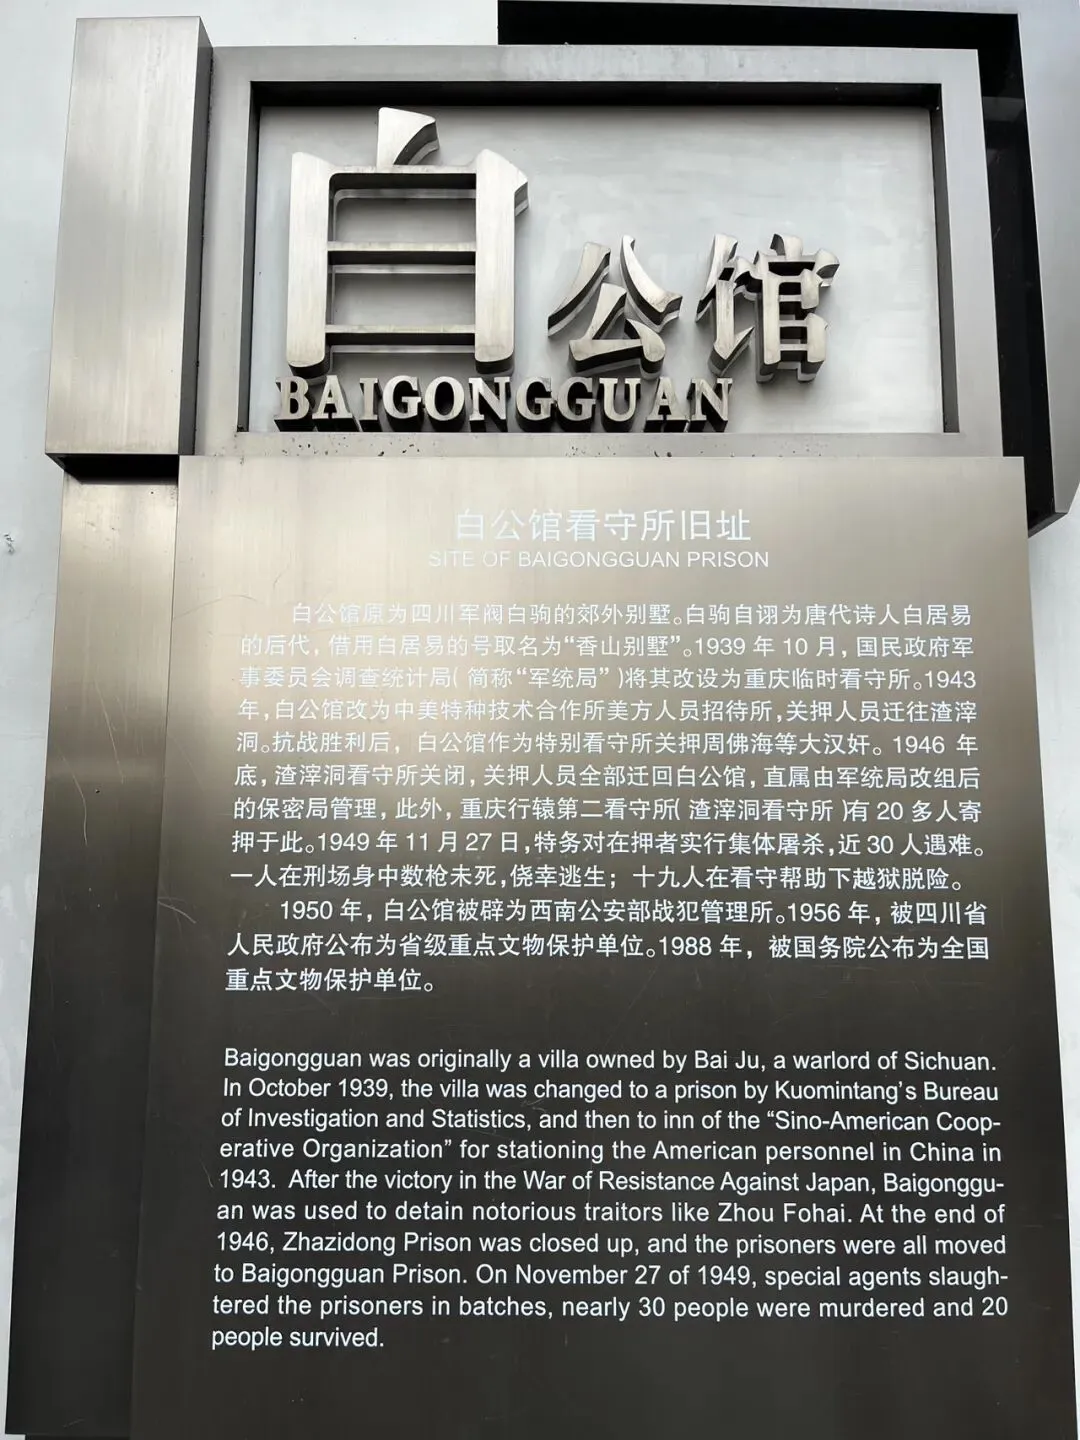 白公馆
BAIGONGGUAN
白公馆看守所旧址
SITE OF BAIGONGGUAN PRISON
白公馆原为四川军阀白驹的郊外别墅。白驹自诩为唐代诗人白居易
的后代，借用白居易的号取名为“香山别墅”。1939 年 10 月，国民政府军
事委员会调查统计局(简称“军统局”)将其改设为重庆临时看守所。1943
年，白公馆改为中美特种技术合作所美方人员招待所，关押人员迁往渣滓
洞。抗战胜利后，白公馆作为特别看守所关押周佛海等大汉奸。1946 年
底，渣滓洞看守所关闭，关押人员全部迁回白公馆，直属由军统局改组后
的保密局管理，此外，重庆行辕第二看守所(渣滓洞看守所)有 20 多人寄
押于此。1949 年 11 月 27 日，特务对在押者实行集体屠杀，近 30 人遇难。
一人在刑场身中数枪未死，侥幸逃生；十九人在看守帮助下越狱脱险。
1950 年，白公馆被辟为西南公安部战犯管理所。1956 年，被四川省
人民政府公布为省级重点文物保护单位。1988 年，被国务院公布为全国
重点文物保护单位。
Baigongguan was originally a villa owned by Bai Ju, a warlord of Sichuan.
In October 1939, the villa was changed to a prison by Kuomintang's Bureau
of Investigation and Statistics, and then to inn of the “Sino-American Coop-
erative Organization” for stationing the American personnel in China in
1943. After the victory in the War of Resistance Against Japan, Baigonggu-
an was used to detain notorious traitors like Zhou Fohai. At the end of
1946, Zhazidong Prison was closed up, and the prisoners were all moved
to Baigongguan Prison. On November 27 of 1949, special agents slaugh-
tered the prisoners in batches, nearly 30 people were murdered and 20
people survived.